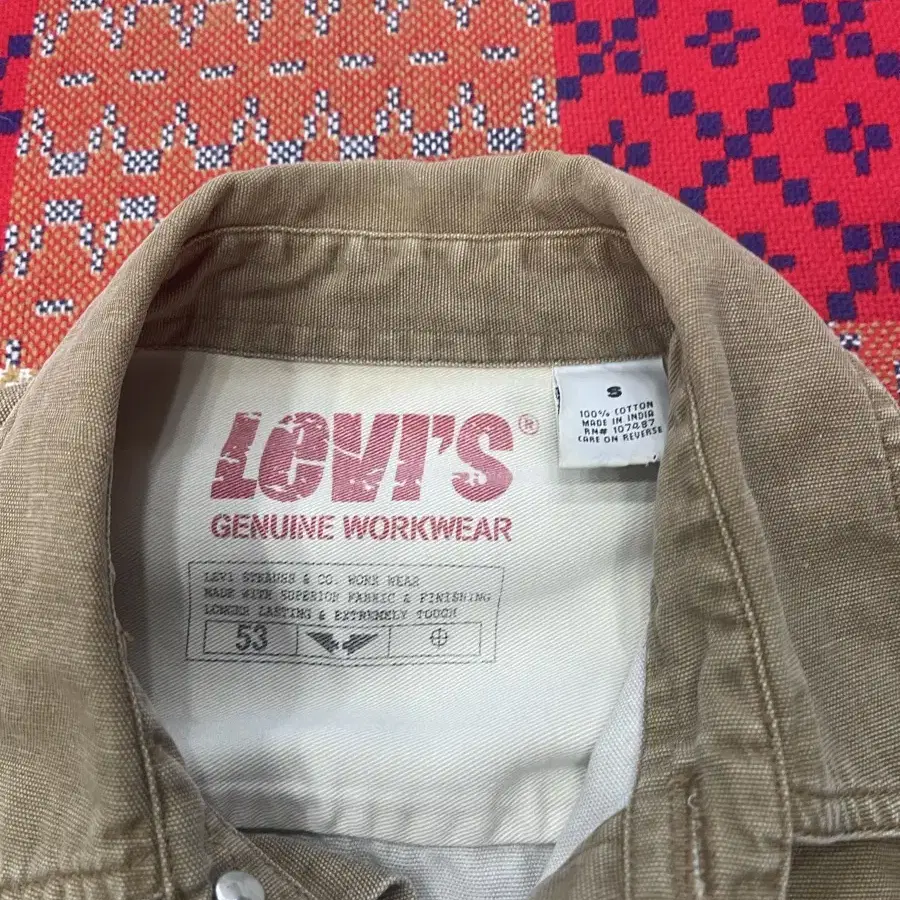 LEVI'S®
GENUINE WORKWEAR
LEVI STRAUSS & CO. WORK WEAR
MADE WITH SUPERIOR FABRIC & FINISHING
LONGER LASTING & EXTREMELY TOUGH
53
S
100% COTTON
MADE IN INDIA
RN# 107487
CARE ON REVERSE